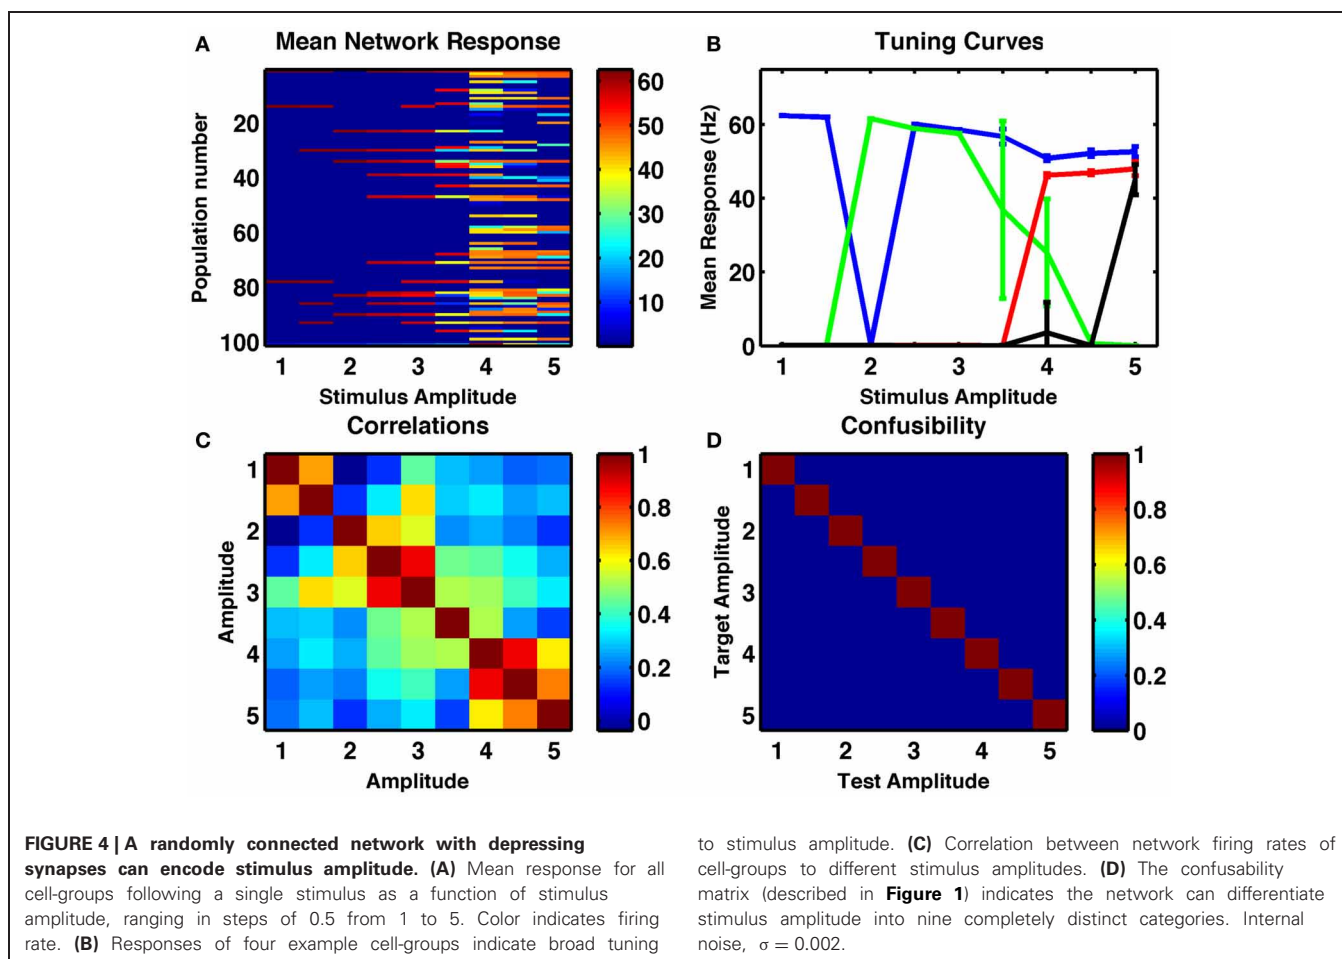 A
Mean Network Response
Population number
20
40
60
80
100
1
2
3
4
5
Stimulus Amplitude
60
50
40
30
20
10
B
Tuning Curves
Mean Response (Hz)
60
40
20
0
1
2
3
4
5
Stimulus Amplitude
C
Correlations
Amplitude
1
2
3
4
5
1
2
3
4
5
Amplitude
1
0.8
0.6
0.4
0.2
0
D
Confusibility
Target Amplitude
1
2
3
4
5
1
2
3
4
5
Test Amplitude
1
0.8
0.6
0.4
0.2
0
FIGURE 4 | A randomly connected network with depressing
synapses can encode stimulus amplitude. (A) Mean response for all
cell-groups following a single stimulus as a function of stimulus
amplitude, ranging in steps of 0.5 from 1 to 5. Color indicates firing
rate. (B) Responses of four example cell-groups indicate broad tuning
to stimulus amplitude. (C) Correlation between network firing rates of
cell-groups to different stimulus amplitudes. (D) The confusability
matrix (described in Figure 1) indicates the network can differentiate
stimulus amplitude into nine completely distinct categories. Internal
noise, σ = 0.002.